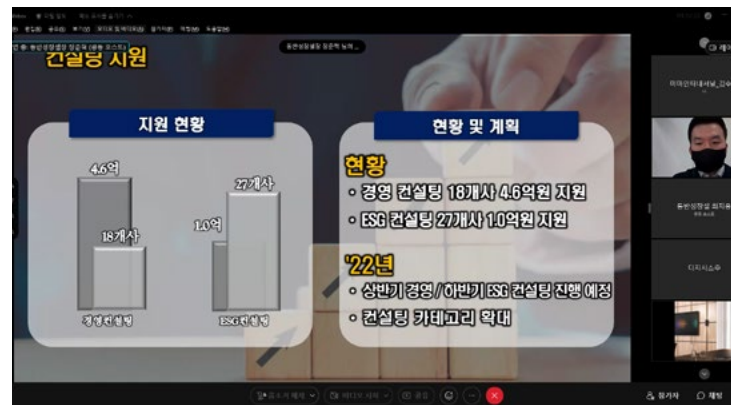 컨설팅 지원
지원 현황
4.6억
18개사
경영컨설팅
1.0억
27개사
ESG컨설팅
현황 및 계획
현황
• 경영 컨설팅 18개사 4.6억원 지원
• ESG 컨설팅 27개사 1.0억원 지원
'22년
• 상반기 경영 / 하반기 ESG 컨설팅 진행 예정
• 컨설팅 카테고리 확대
참가자
채팅